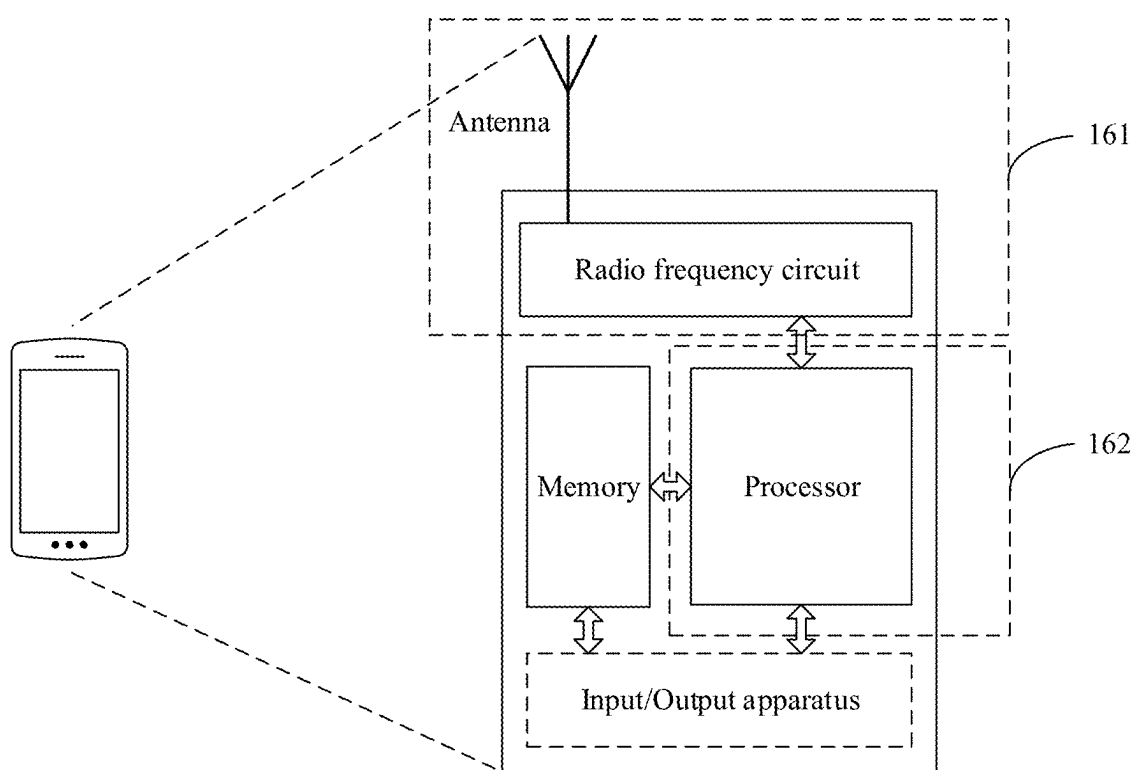 Antenna
161
Radio frequency circuit
162
Memory
Processor
Input/Output apparatus